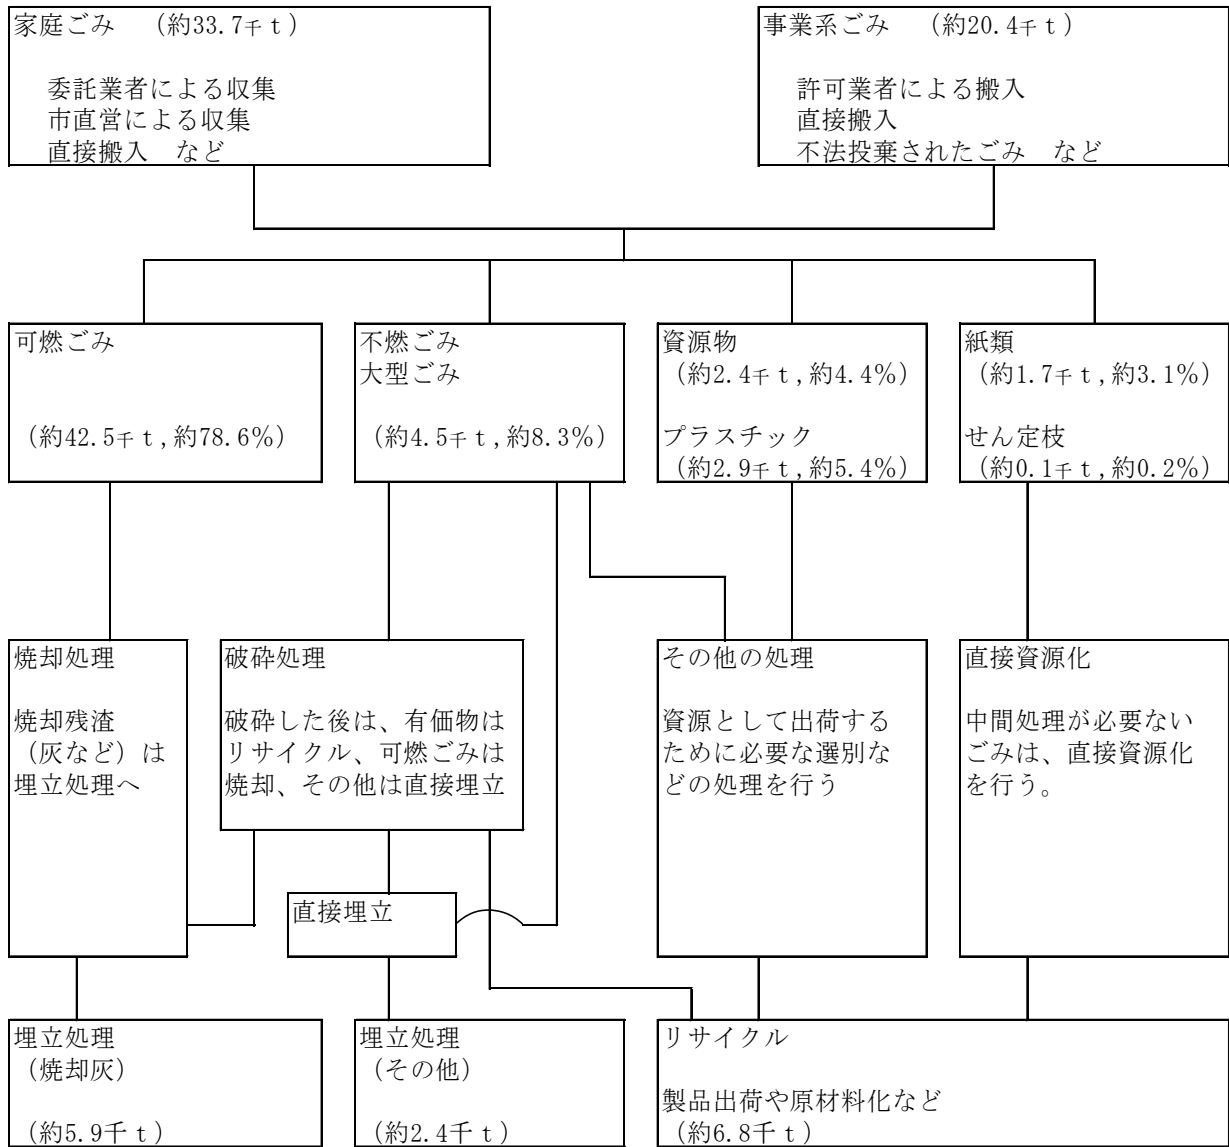 家庭ごみ　（約33.7千ｔ）
委託業者による収集
市直営による収集
直接搬入　など
事業系ごみ　（約20.4千ｔ）
許可業者による搬入
直接搬入
不法投棄されたごみ　など
可燃ごみ
（約42.5千ｔ,約78.6%）
不燃ごみ
大型ごみ
（約4.5千ｔ,約8.3%）
資源物
（約2.4千ｔ,約4.4%）
プラスチック
（約2.9千ｔ,約5.4%）
紙類
（約1.7千ｔ,約3.1%）
せん定枝
（約0.1千ｔ,約0.2%）
焼却処理
焼却残渣
（灰など）は
埋立処理へ
破砕処理
破砕した後は、有価物は
リサイクル、可燃ごみは
焼却、その他は直接埋立
その他の処理
資源として出荷する
ために必要な選別な
どの処理を行う
直接資源化
中間処理が必要ない
ごみは、直接資源化
を行う。
直接埋立
埋立処理
（焼却灰）
（約5.9千ｔ）
埋立処理
（その他）
（約2.4千ｔ）
リサイクル
製品出荷や原材料化など
（約6.8千ｔ）